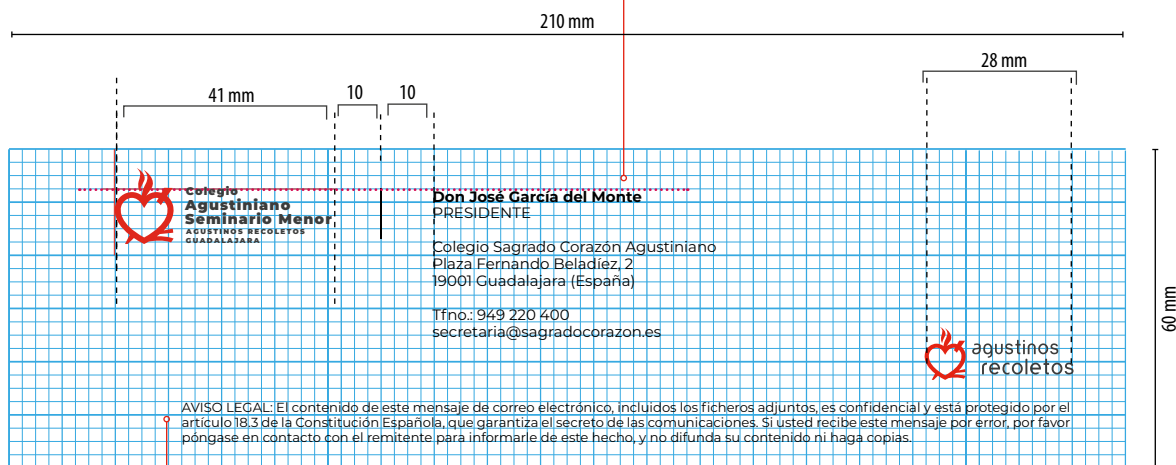 210 mm
28 mm
41 mm
10
10
Colegio
Agustiniano
Seminario Menor
AGUSTINOS RECOLETOS
GUADALAJARA
Don José García del Monte
PRESIDENTE
Colegio Sagrado Corazón Agustiniano
Plaza Fernando Beladíez, 2
19001 Guadalajara (España)
Tfno.: 949 220 400
secretaria@sagradocorazon.es
60 mm
agustinos
recoletos
AVISO LEGAL: El contenido de este mensaje de correo electrónico, incluidos los ficheros adjuntos, es confidencial y está protegido por el
artículo 18.3 de la Constitución Española, que garantiza el secreto de las comunicaciones. Si usted recibe este mensaje por error, por favor
póngase en contacto con el remitente para informarle de este hecho, y no difunda su contenido ni haga copias.